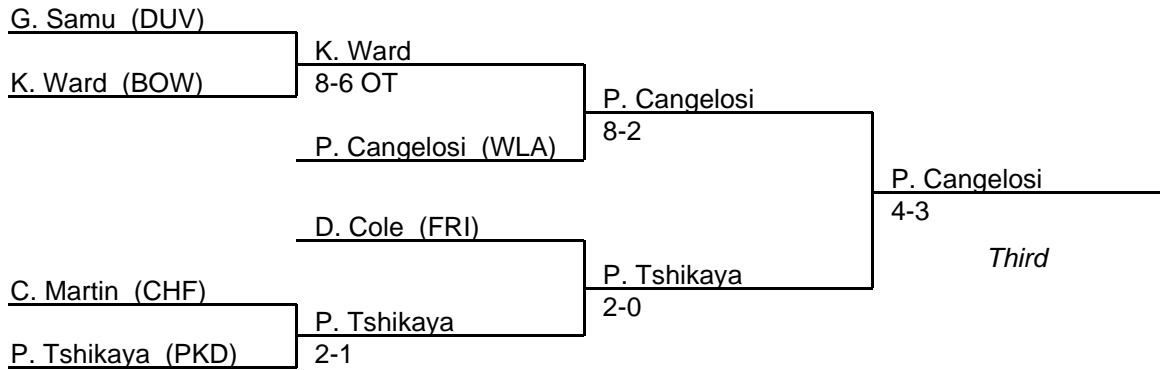 G. Samu (DUV)
K. Ward
K. Ward (BOW)
8-6 OT
P. Cangelosi
8-2
P. Cangelosi (WLA)
P. Cangelosi
4-3
D. Cole (FRI)
Third
P. Tshikaya
C. Martin (CHF)
2-0
P. Tshikaya
P. Tshikaya (PKD)
2-1